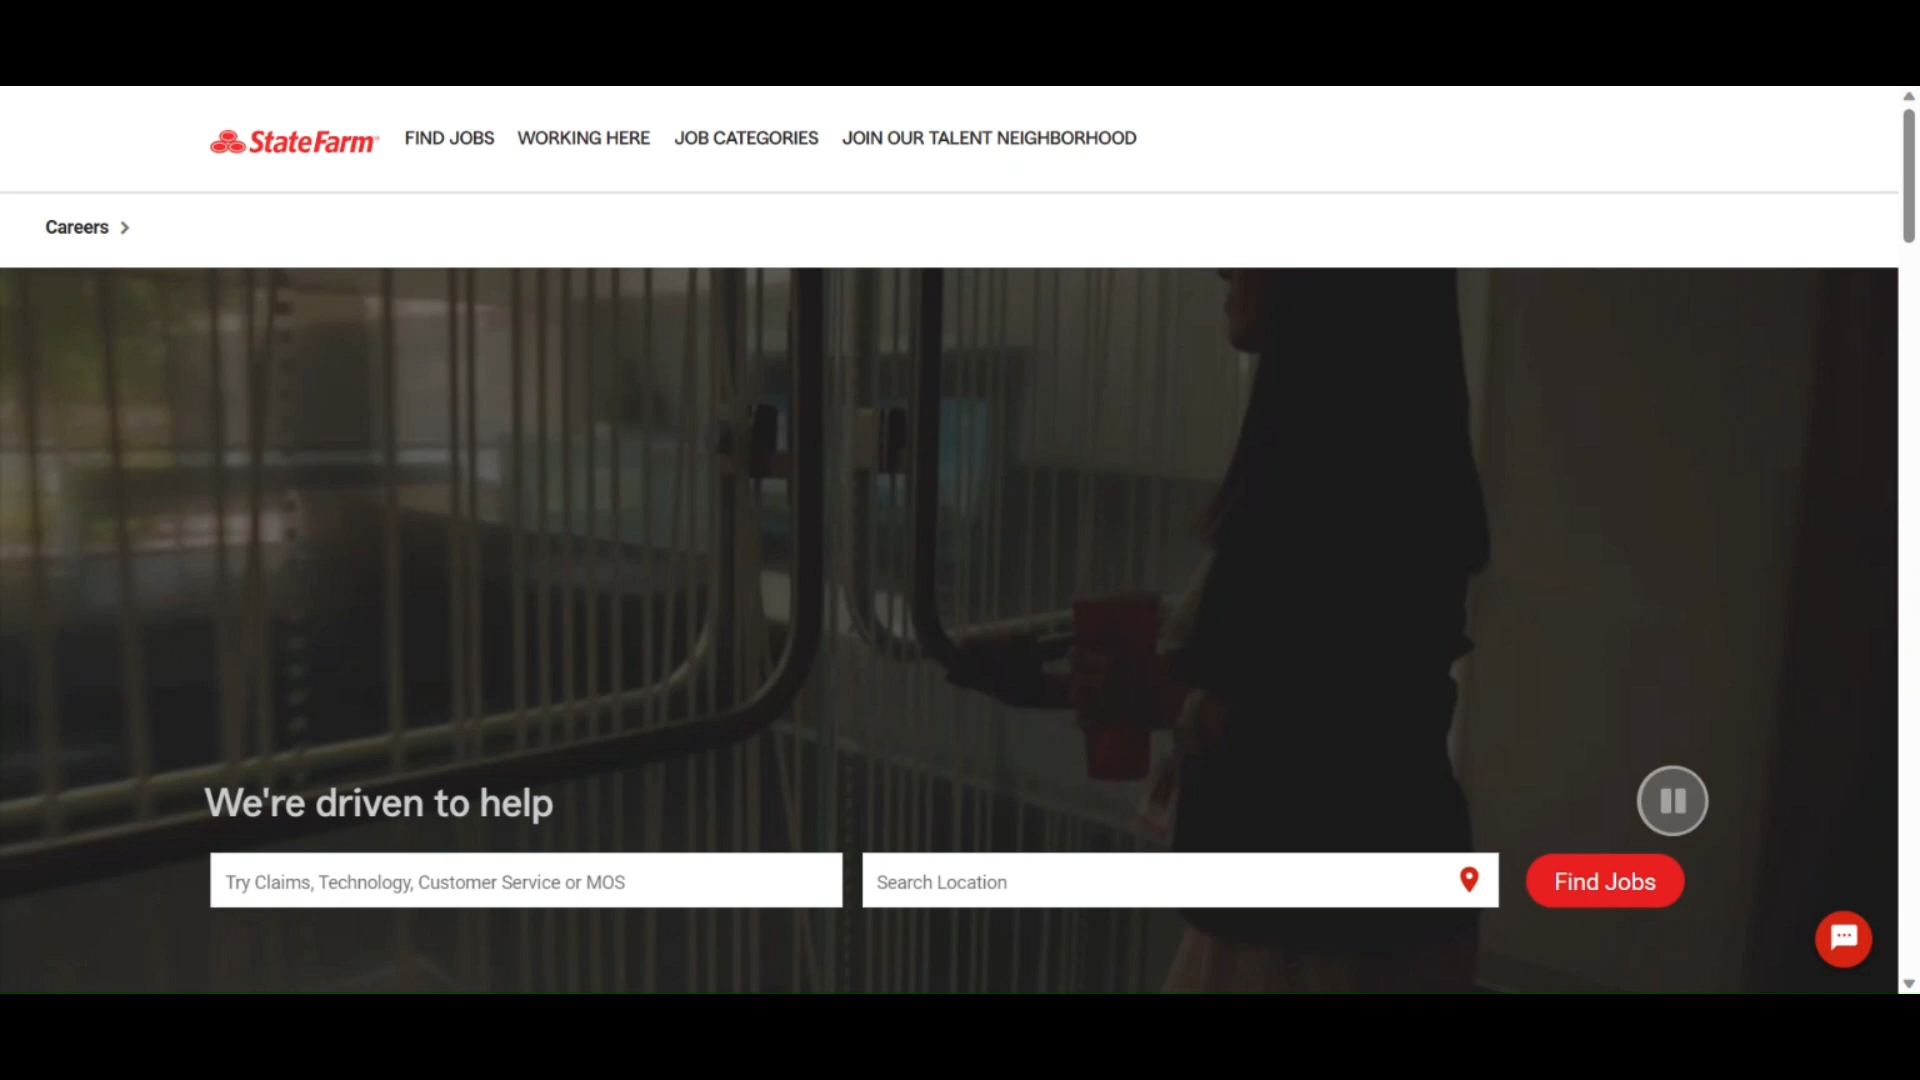 StateFarm
FIND JOBS WORKING HERE JOB CATEGORIES JOIN OUR TALENT NEIGHBORHOOD
Careers
We're driven to help
Try Claims, Technology, Customer Service or MOS
Search Location
Find Jobs